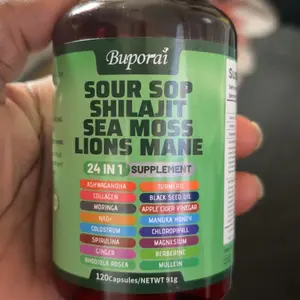 Buporai
SOUR SOP
SHILAJIT
SEA MOSS
LIONS MANE
24 IN 1 SUPPLEMENT
ASHWAGANDHA TURMERIC
COLLAGEN BLACK SEED OIL
MORINGA APPLE CIDER VINEGAR
NAD+ MANUKA HONEY
COLOSTRUM CHLOROPHYLL
SPIRULINA MAGNESIUM
GINGER BERBERINE
RHODIOLA ROSEA MULLEIN
120Capsules/NETWT 91g